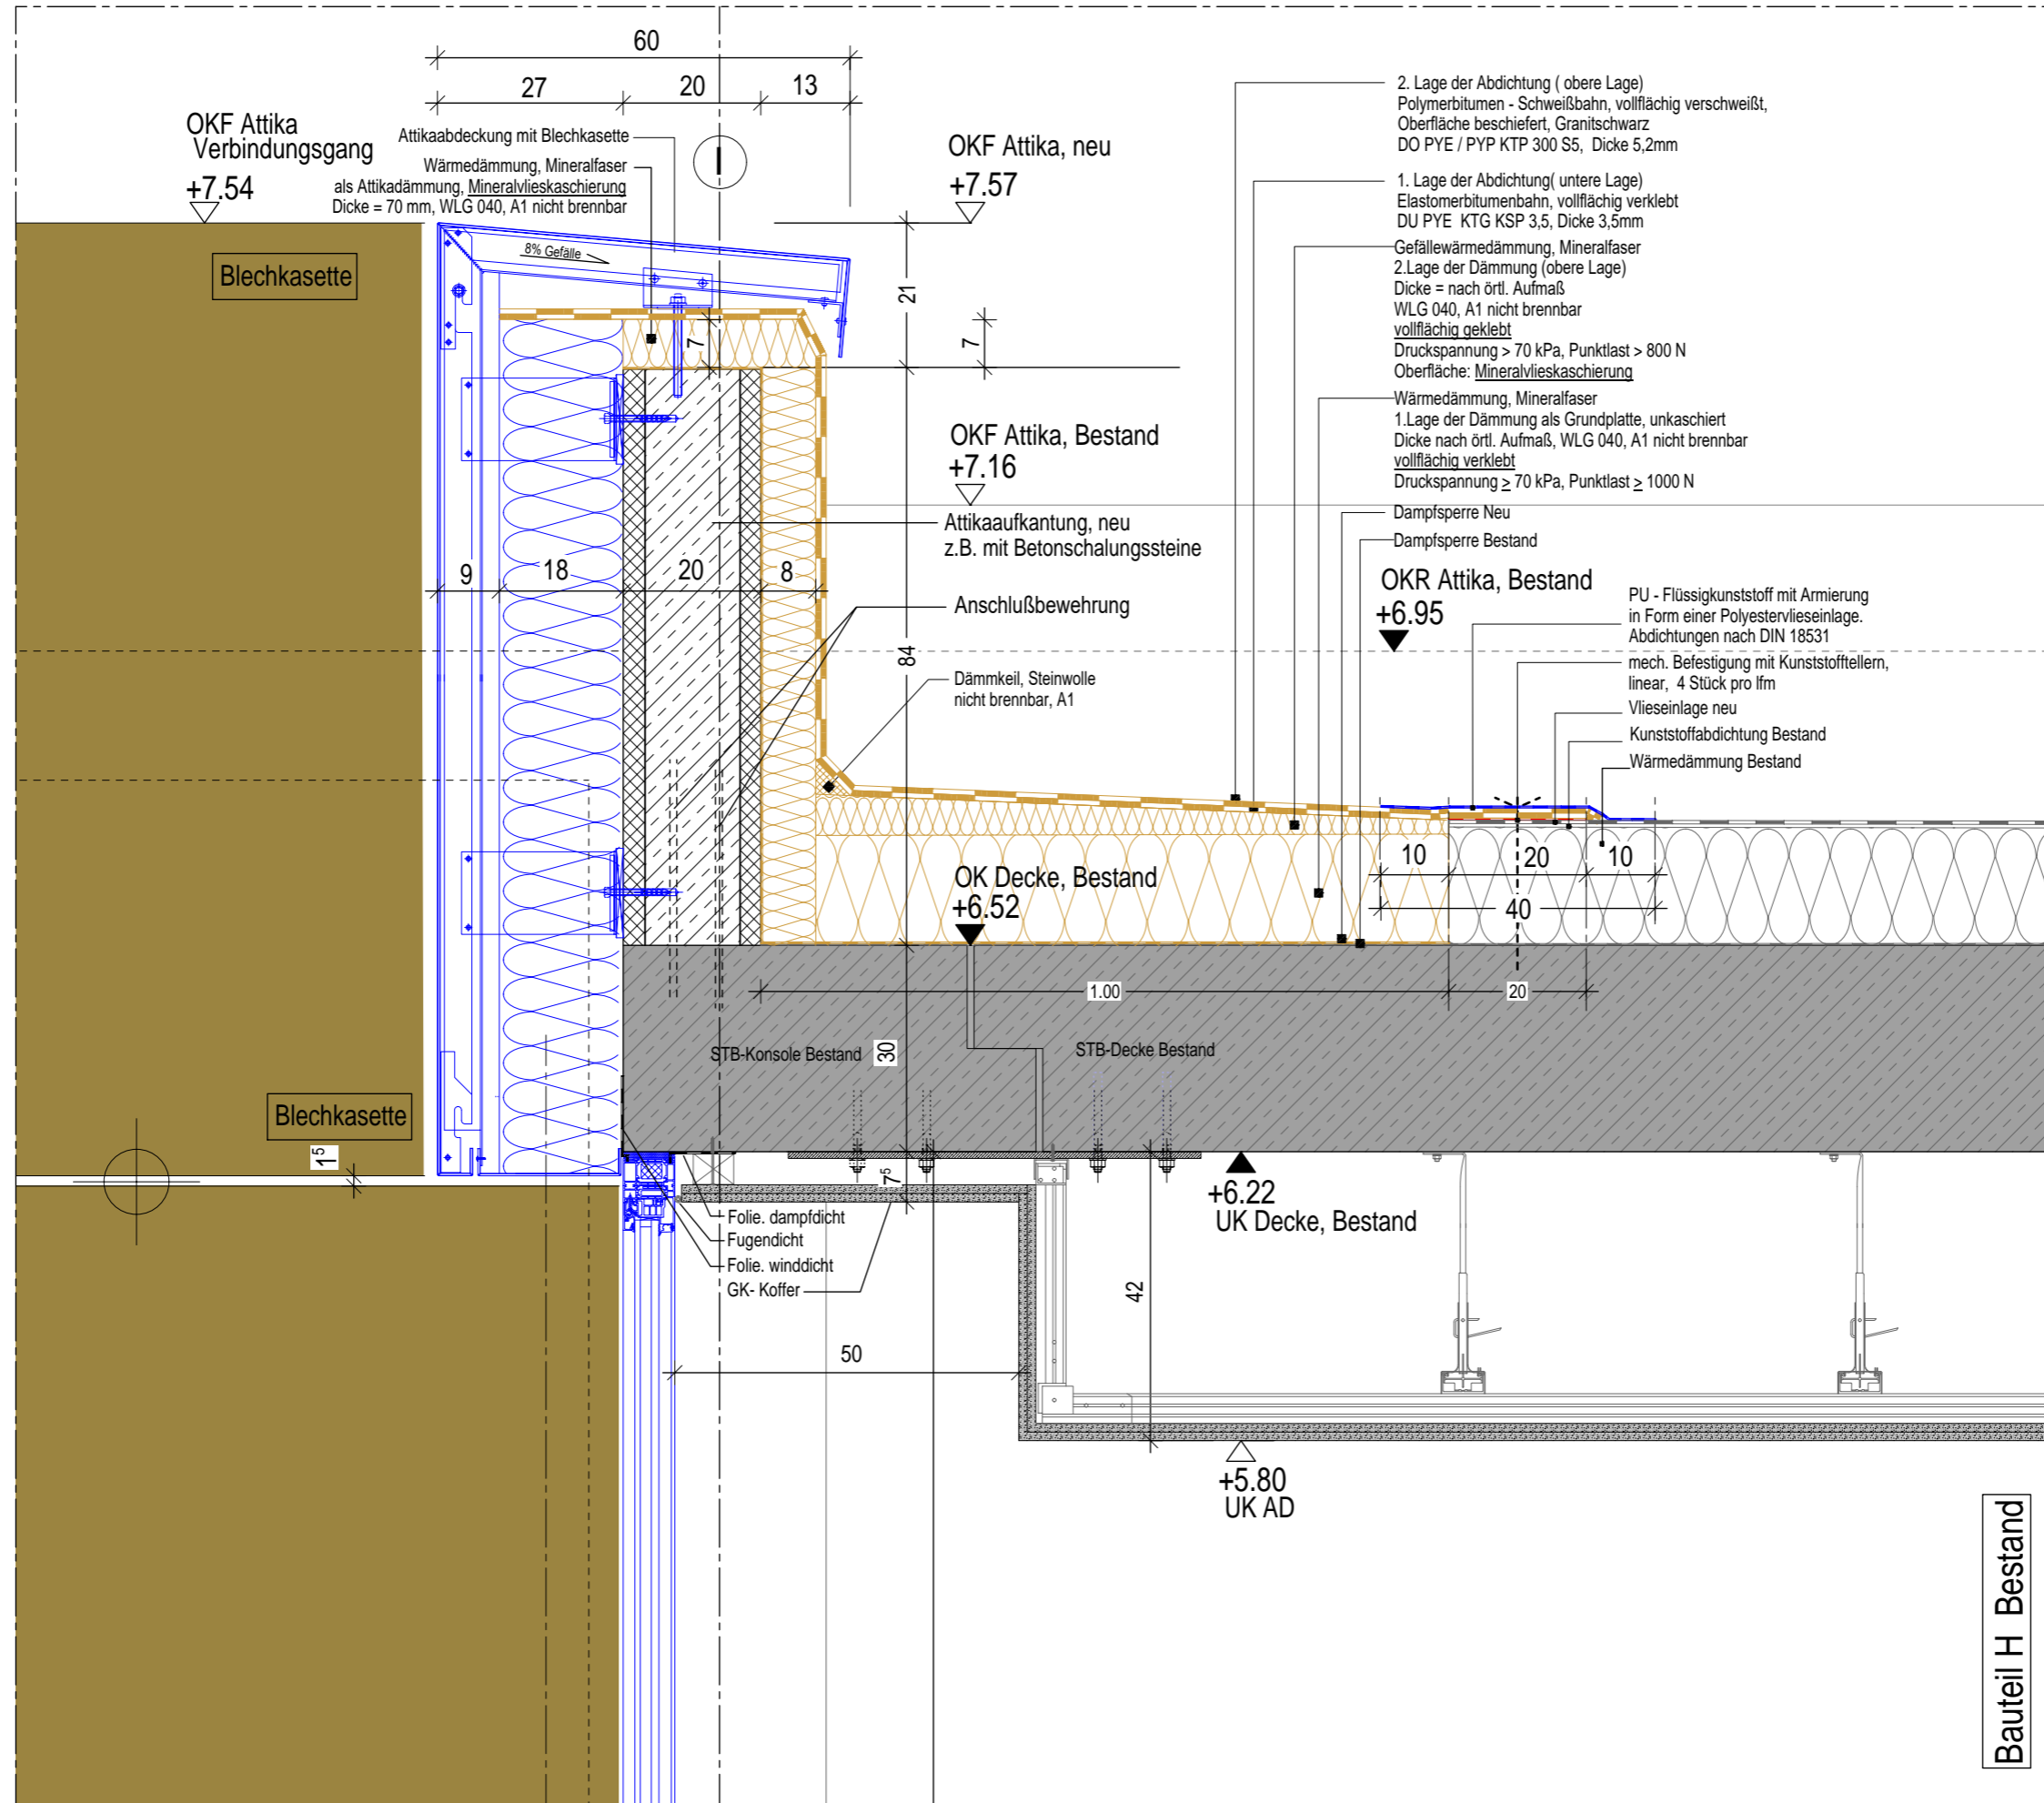 60
27
20
13
OKF Attika
Verbindungsgang
+7.54
Attikaabdeckung mit Blechkasette
Wärmedämmung, Mineralfaser
als Attikadämmung, Mineralvlieskaschierung
Dicke = 70 mm, WLG 040, A1 nicht brennbar
I
OKF Attika, neu
+7.57
Blechkasette
8% Gefälle
21
7
7
2. Lage der Abdichtung ( obere Lage)
Polymerbitumen - Schweißbahn, vollflächig verschweißt,
Oberfläche beschiefert, Granitschwarz
DO PYE / PYP KTP 300 S5, Dicke 5,2mm
1. Lage der Abdichtung( untere Lage)
Elastomerbitumenbahn, vollflächig verklebt
DU PYE KTG KSP 3,5, Dicke 3,5mm
Gefällewärmedämmung, Mineralfaser
2.Lage der Dämmung (obere Lage)
Dicke = nach örtl. Aufmaß
WLG 040, A1 nicht brennbar
vollflächig geklebt
Druckspannung > 70 kPa, Punktlast > 800 N
Oberfläche: Mineralvlieskaschierung
Wärmedämmung, Mineralfaser
1.Lage der Dämmung als Grundplatte, unkaschiert
Dicke nach örtl. Aufmaß, WLG 040, A1 nicht brennbar
vollflächig verklebt
Druckspannung ≥ 70 kPa, Punktlast ≥ 1000 N
Dampfsperre Neu
Dampfsperre Bestand
OKF Attika, Bestand
+7.16
Attikaaufkantung, neu
z.B. mit Betonschalungssteine
Anschlußbewehrung
9
18
20
8
84
Dämmkeil, Steinwolle
nicht brennbar, A1
OKR Attika, Bestand
+6.95
PU - Flüssigkunststoff mit Armierung
in Form einer Polyestervlieseinlage.
Abdichtungen nach DIN 18531
mech. Befestigung mit Kunststofftellern,
linear, 4 Stück pro lfm
Vlieseinlage neu
Kunststoffabdichtung Bestand
Wärmedämmung Bestand
10
20
10
40
OK Decke, Bestand
+6.52
1.00
20
STB-Konsole Bestand
30
STB-Decke Bestand
Blechkasette
1⁵
7⁵
Folie. dampfdicht
Fugendicht
Folie. winddicht
GK- Koffer
+6.22
UK Decke, Bestand
42
50
+5.80
UK AD
Bauteil H Bestand